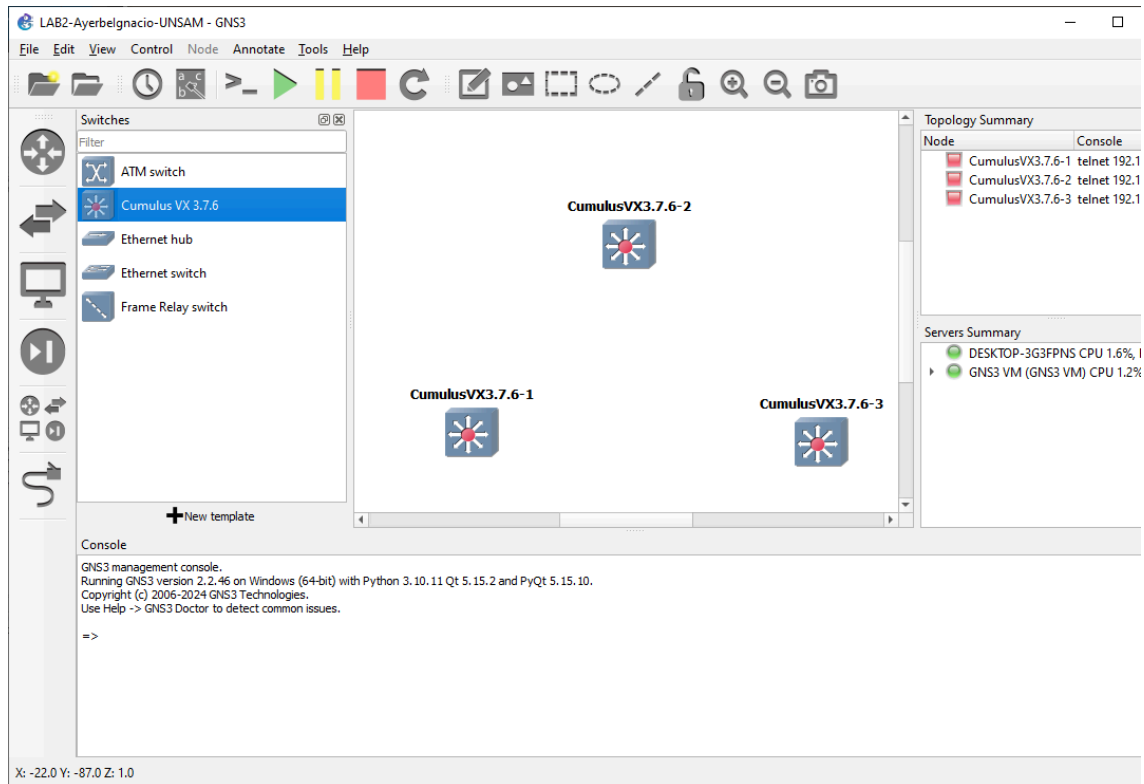 LAB2-AyerbeIgnacio-UNSAM - GNS3
File Edit View Control Node Annotate Tools Help
Switches
Filter
ATM switch
Cumulus VX 3.7.6
Ethernet hub
Ethernet switch
Frame Relay switch
New template
CumulusVX3.7.6-2
CumulusVX3.7.6-1
CumulusVX3.7.6-3
Topology Summary
Node Console
CumulusVX3.7.6-1 telnet 192.1
CumulusVX3.7.6-2 telnet 192.1
CumulusVX3.7.6-3 telnet 192.1
Servers Summary
DESKTOP-3G3FPNS CPU 1.6%,
GNS3 VM (GNS3 VM) CPU 1.2%
Console
GNS3 management console.
Running GNS3 version 2.2.46 on Windows (64-bit) with Python 3.10.11 Qt 5.15.2 and PyQt 5.15.10.
Copyright (c) 2006-2024 GNS3 Technologies.
Use Help -> GNS3 Doctor to detect common issues.
=>
X: -22.0 Y: -87.0 Z: 1.0